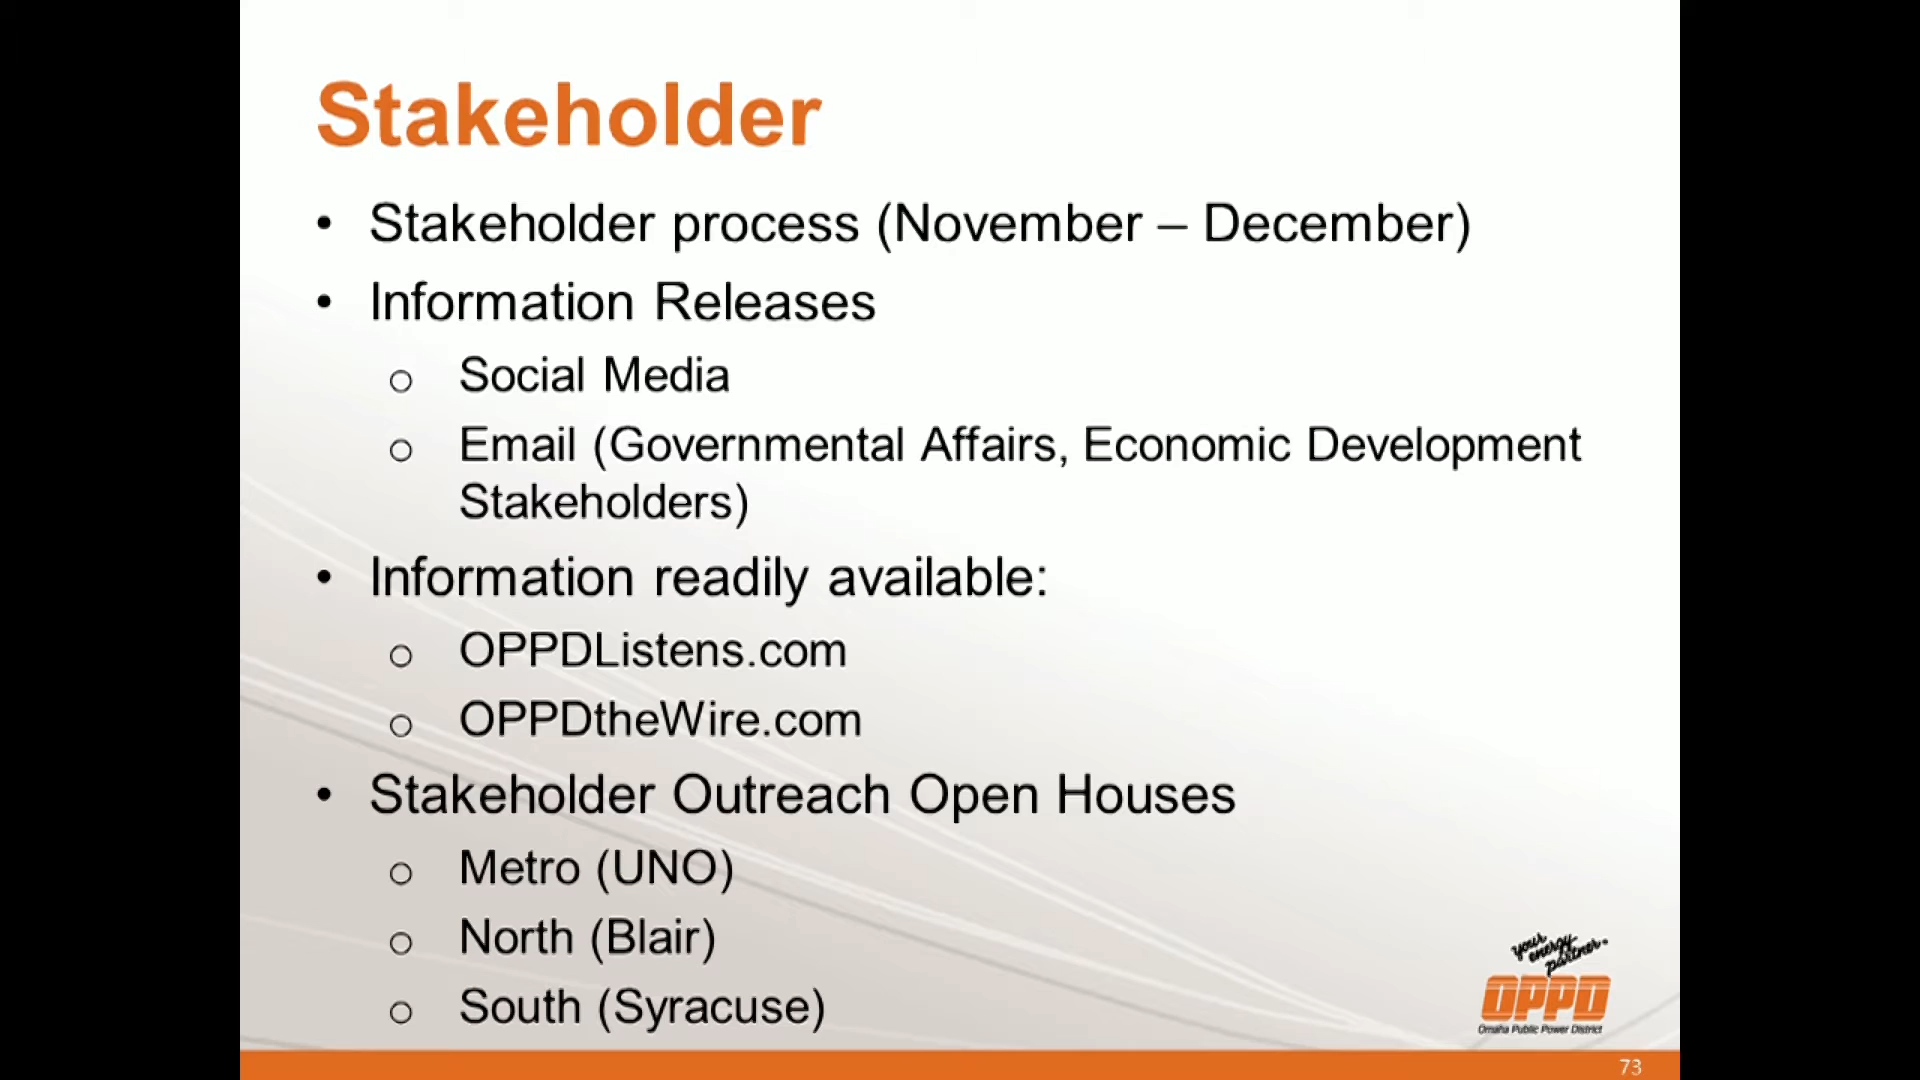 Stakeholder
• Stakeholder process (November – December)
• Information Releases
o Social Media
o Email (Governmental Affairs, Economic Development
Stakeholders)
• Information readily available:
o OPPDListens.com
o OPPDtheWire.com
• Stakeholder Outreach Open Houses
o Metro (UNO)
o North (Blair)
o South (Syracuse)
your
energy
partner
OPPD
Omaha Public Power District
73